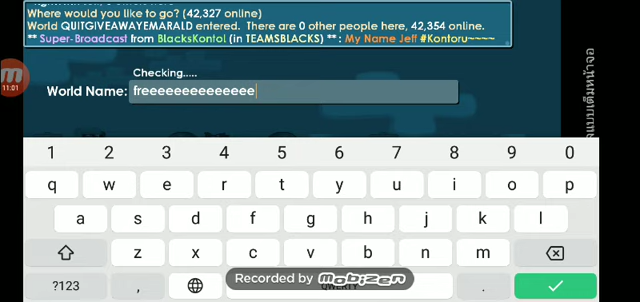 Where would you like to go? (42,327 online)
World QUITGIVEAWAYEMARALD entered. There are 0 other people here, 42,354 online.
** Super-Broadcast from BlacksKontol (in TEAMSBLACKS) ** : My Name Jeff #Kontoru~~~~
Checking.....
World Name: freeeeeeeeeeeeee
11:01
1 2 3 4 5 6 7 8 9 0
q w e r t y u i o p
a s d f g h j k l
z x c v b n m
?123 , QWERTY .
Recorded by mobizen